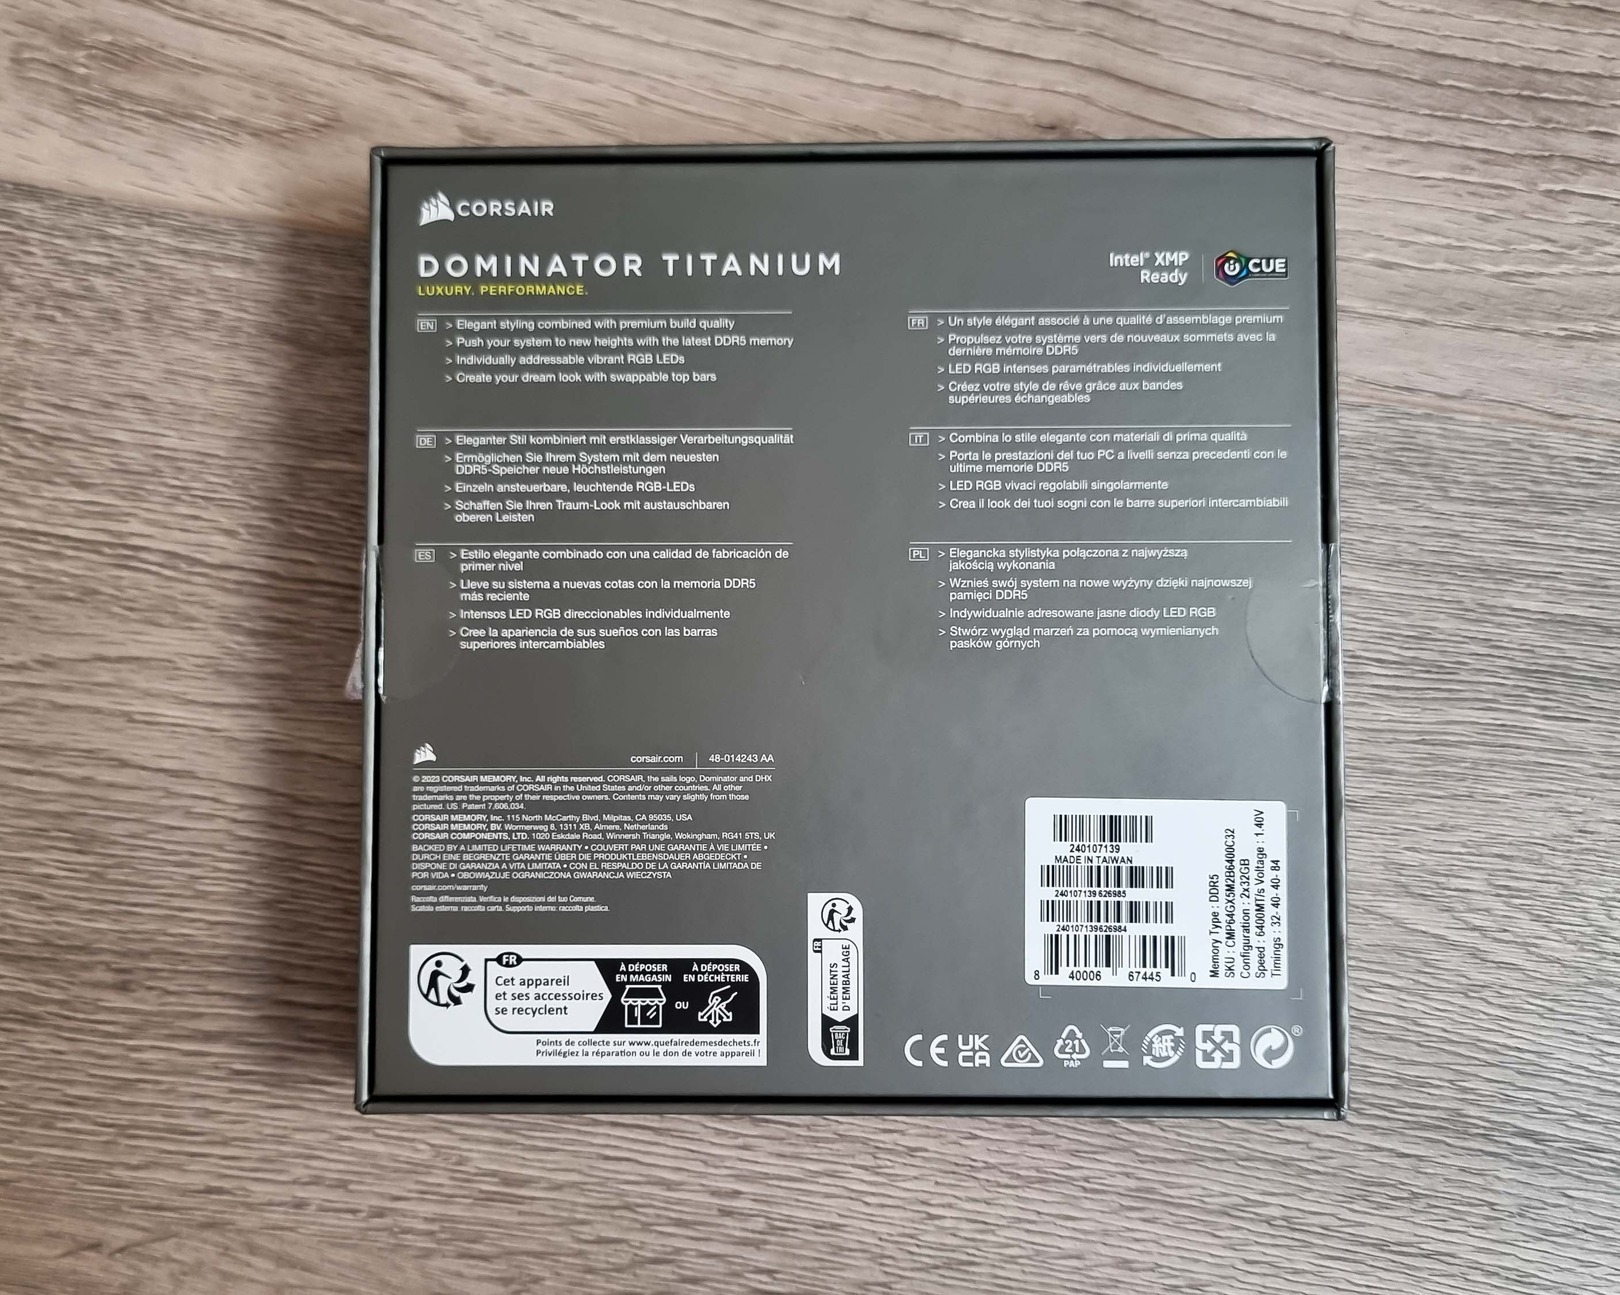 CORSAIR
DOMINATOR TITANIUM
LUXURY. PERFORMANCE.
Intel® XMP
Ready
iCUE
EN > Elegant styling combined with premium build quality
> Push your system to new heights with the latest DDR5 memory
> Individually addressable vibrant RGB LEDs
> Create your dream look with swappable top bars
FR > Un style élégant associé à une qualité d'assemblage premium
> Propulsez votre système vers de nouveaux sommets avec la
dernière mémoire DDR5
> LED RGB intenses paramétrables individuellement
> Créez votre style de rêve grâce aux bandes
supérieures échangeables
DE > Eleganter Stil kombiniert mit erstklassiger Verarbeitungsqualität
> Ermöglichen Sie Ihrem System mit dem neuesten
DDR5-Speicher neue Höchstleistungen
> Einzeln ansteuerbare, leuchtende RGB-LEDs
> Schaffen Sie Ihren Traum-Look mit austauschbaren
oberen Leisten
IT > Combina lo stile elegante con materiali di prima qualità
> Porta le prestazioni del tuo PC a livelli senza precedenti con le
ultime memorie DDR5
> LED RGB vivaci regolabili singolarmente
> Crea il look dei tuoi sogni con le barre superiori intercambiabili
ES > Estilo elegante combinado con una calidad de fabricación de
primer nivel
> Lleve su sistema a nuevas cotas con la memoria DDR5
más reciente
> Intensos LED RGB direccionables individualmente
> Cree la apariencia de sus sueños con las barras
superiores intercambiables
PL > Elegancka stylistyka połączona z najwyższą
jakością wykonania
> Wznieś swój system na nowe wyżyny dzięki najnowszej
pamięci DDR5
> Indywidualnie adresowane jasne diody LED RGB
> Stwórz wygląd marzeń za pomocą wymienianych
pasków górnych
corsair.com | 48-014243 AA
© 2023 CORSAIR MEMORY, Inc. All rights reserved. CORSAIR, the sails logo, Dominator and DHX
are registered trademarks of CORSAIR in the United States and/or other countries. All other
trademarks are the property of their respective owners. Contents may vary slightly from those
pictured. US. Patent 7,606,034.
CORSAIR MEMORY, Inc. 115 North McCarthy Blvd, Milpitas, CA 95035, USA
CORSAIR MEMORY, BV. Wormerweg 8, 1311 XB, Almere, Netherlands
CORSAIR COMPONENTS, LTD. 1020 Eskdale Road, Winnersh Triangle, Wokingham, RG41 5TS, UK
BACKED BY A LIMITED LIFETIME WARRANTY • COUVERT PAR UNE GARANTIE À VIE LIMITÉE •
DURCH EINE BEGRENZTE GARANTIE ÜBER DIE PRODUKTLEBENSDAUER ABGEDECKT •
DISPONE DI GARANZIA A VITA LIMITATA • CON EL RESPALDO DE LA GARANTÍA LIMITADA DE
POR VIDA • OBOWIĄZUJE OGRANICZONA GWARANCJA WIECZYSTA
corsair.com/warranty
Raccolta differenziata. Verifica le disposizioni del tuo Comune.
Scatola esterna: raccolta carta. Supporto interno: raccolta plastica.
FR
Cet appareil
et ses accessoires
se recyclent
À DÉPOSER
EN MAGASIN
OU
À DÉPOSER
EN DÉCHÈTERIE
Points de collecte sur www.quefairedemesdechets.fr
Privilégiez la réparation ou le don de votre appareil !
FR
ÉLÉMENTS
D'EMBALLAGE
BAC
DE
TRI
240107139
MADE IN TAIWAN
240107139626985
240107139626984
8 40006 67445 0
Memory Type : DDR5
SKU : CMP64GX5M2B6400C32
Configuration : 2x32GB
Speed : 6400MT/s Voltage : 1.40V
Timings : 32- 40- 40- 84
CE UK
CA
21
PAP
紙
®